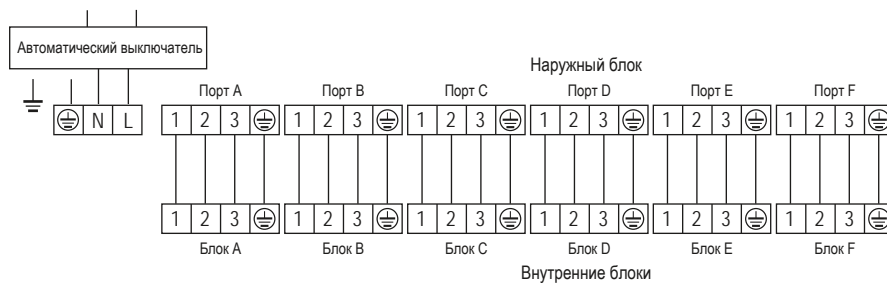 Автоматический выключатель
Наружный блок
Порт A Порт B Порт C Порт D Порт E Порт F
N L
1 2 3 1 2 3 1 2 3 1 2 3 1 2 3 1 2 3
1 2 3 1 2 3 1 2 3 1 2 3 1 2 3 1 2 3
Блок A Блок B Блок C Блок D Блок E Блок F
Внутренние блоки